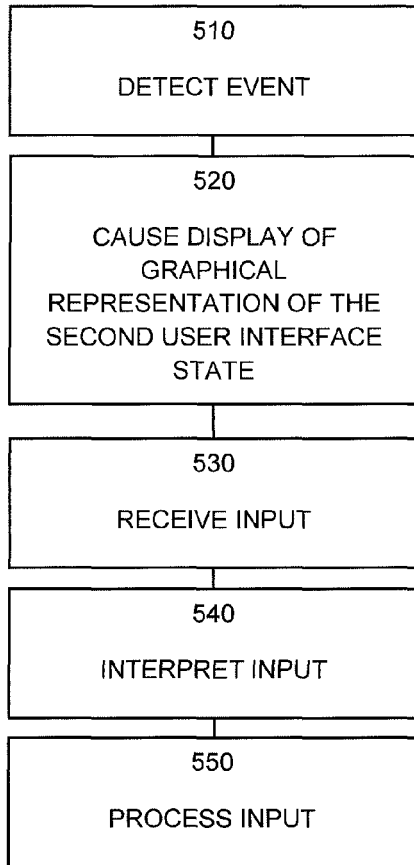 510
DETECT EVENT
520
CAUSE DISPLAY OF
GRAPHICAL
REPRESENTATION OF THE
SECOND USER INTERFACE
STATE
530
RECEIVE INPUT
540
INTERPRET INPUT
550
PROCESS INPUT